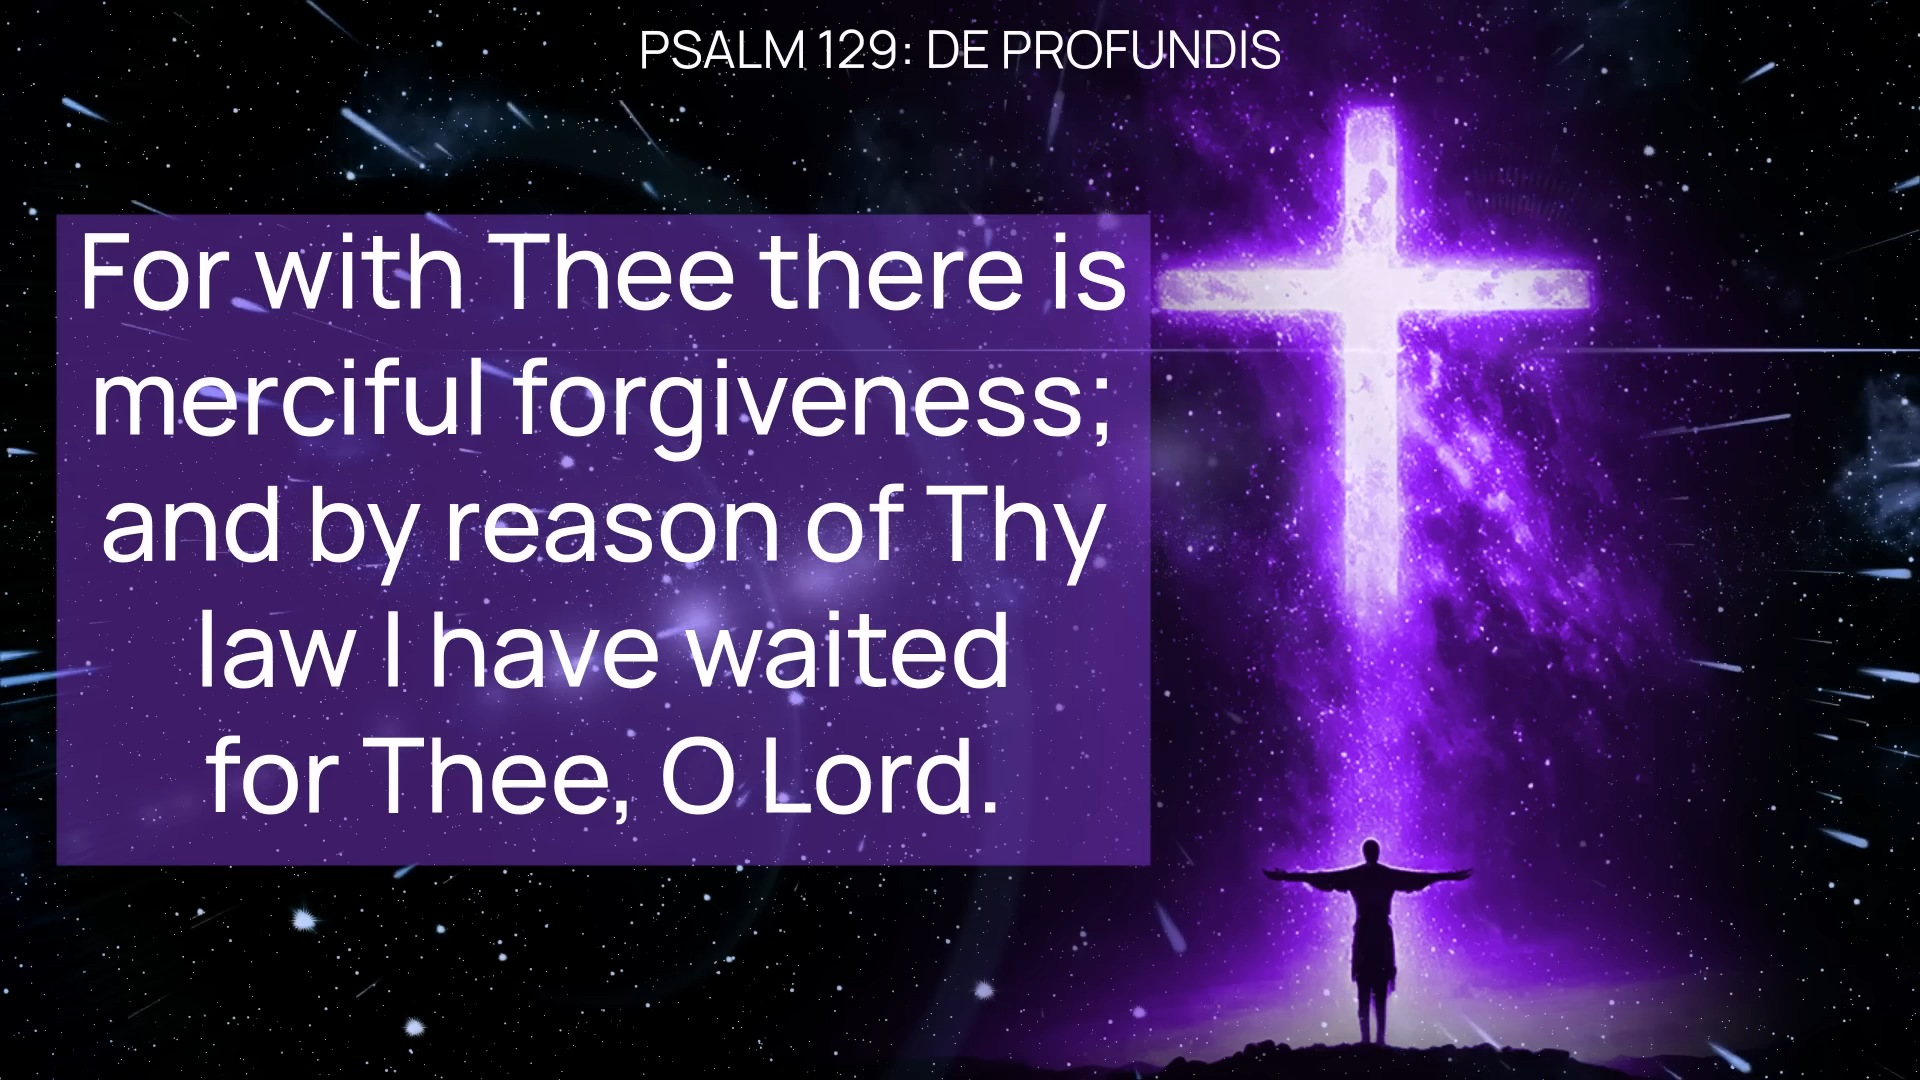 PSALM 129: DE PROFUNDIS
For with Thee there is
merciful forgiveness;
and by reason of Thy
law I have waited
for Thee, O Lord.